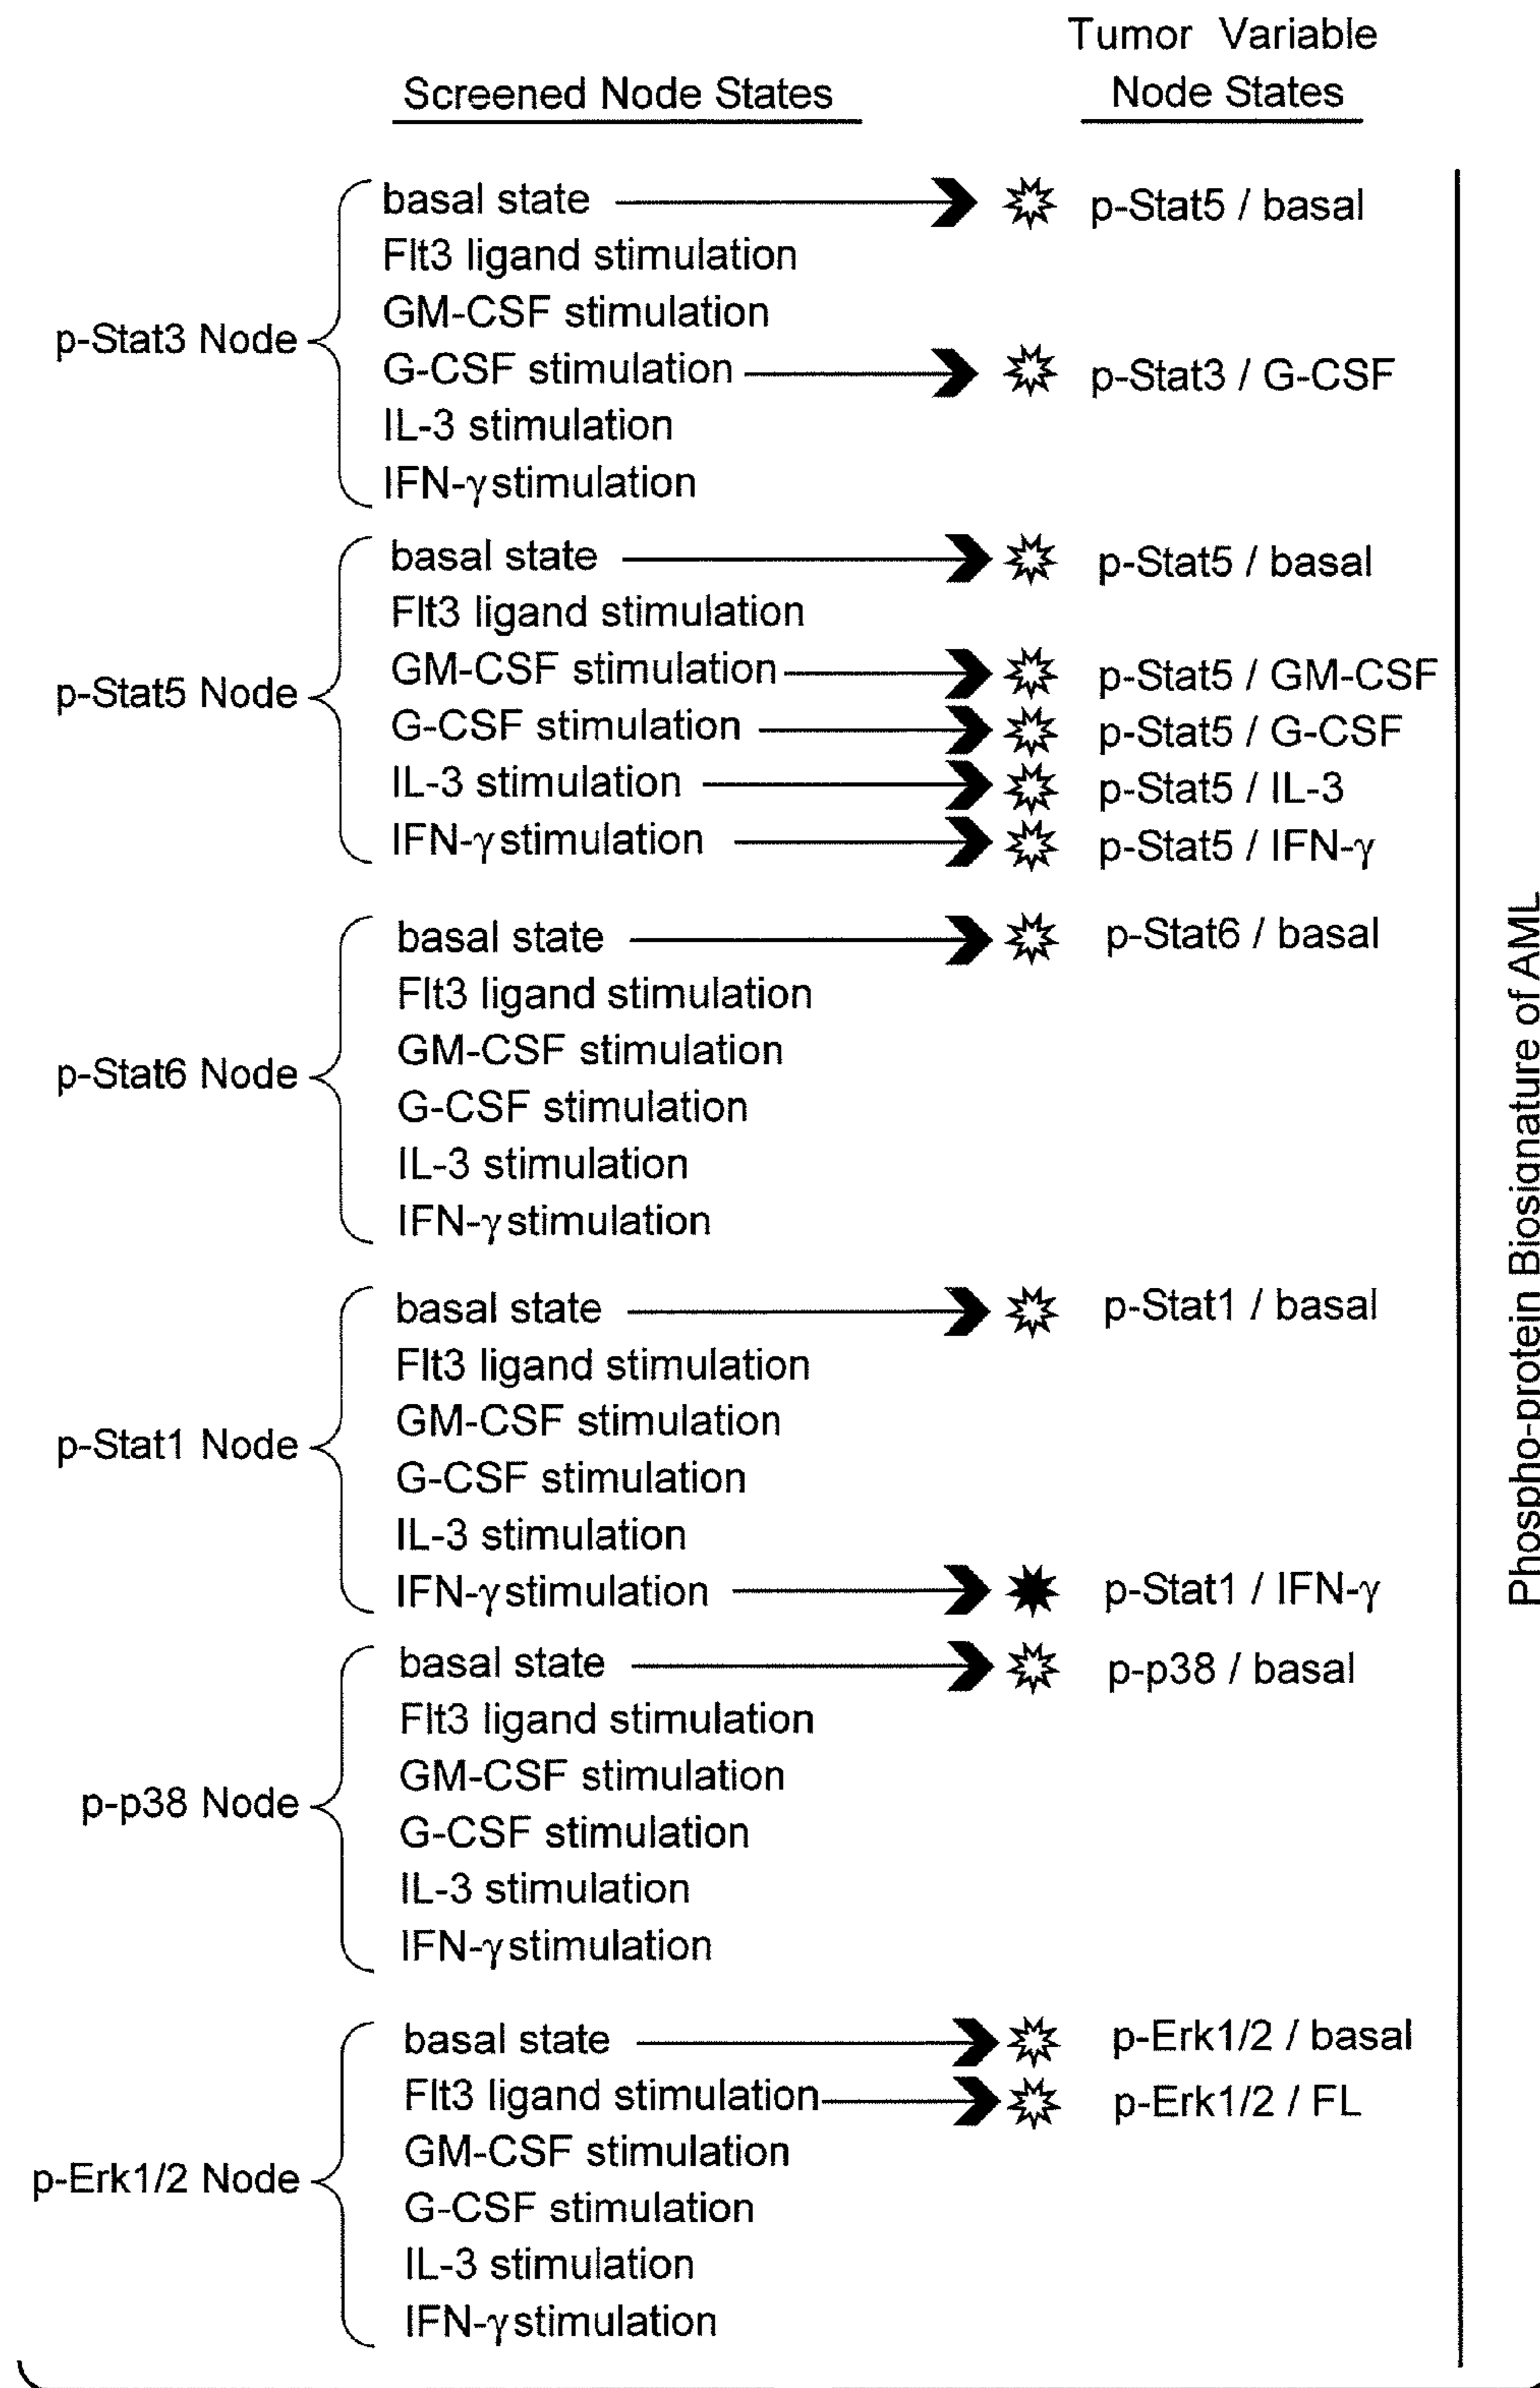 Tumor Variable
Screened Node States Node States
basal state p-Stat5 / basal
Flt3 ligand stimulation
GM-CSF stimulation
p-Stat3 Node
G-CSF stimulation p-Stat3 / G-CSF
IL-3 stimulation
IFN-γ stimulation
basal state p-Stat5 / basal
Flt3 ligand stimulation
GM-CSF stimulation p-Stat5 / GM-CSF
p-Stat5 Node
G-CSF stimulation p-Stat5 / G-CSF
IL-3 stimulation p-Stat5 / IL-3
IFN-γ stimulation p-Stat5 / IFN-γ
basal state p-Stat6 / basal
Flt3 ligand stimulation
GM-CSF stimulation
p-Stat6 Node
G-CSF stimulation
IL-3 stimulation
IFN-γ stimulation
basal state p-Stat1 / basal
Flt3 ligand stimulation
GM-CSF stimulation
p-Stat1 Node
G-CSF stimulation
IL-3 stimulation
IFN-γ stimulation p-Stat1 / IFN-γ
basal state p-p38 / basal
Flt3 ligand stimulation
GM-CSF stimulation
p-p38 Node
G-CSF stimulation
IL-3 stimulation
IFN-γ stimulation
basal state p-Erk1/2 / basal
Flt3 ligand stimulation p-Erk1/2 / FL
GM-CSF stimulation
p-Erk1/2 Node
G-CSF stimulation
IL-3 stimulation
IFN-γ stimulation
Phospho-protein Biosignature of AML